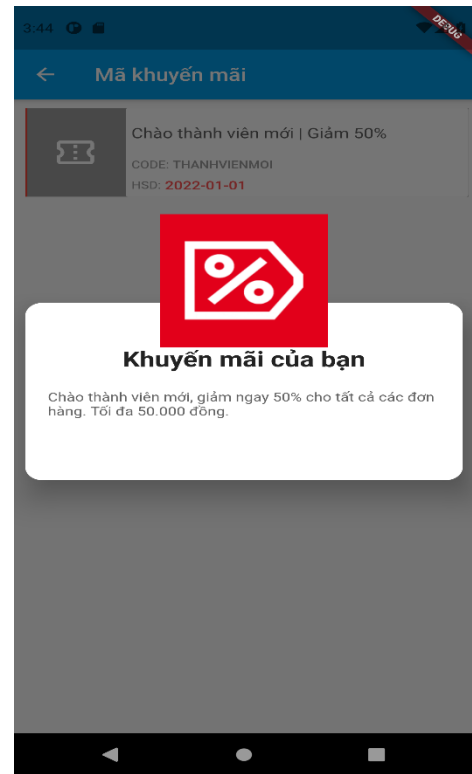 3:44
DEBUG
Mã khuyến mãi
Chào thành viên mới | Giảm 50%
CODE: THANHVIENMOI
HSD: 2022-01-01
%
Khuyến mãi của bạn
Chào thành viên mới, giảm ngay 50% cho tất cả các đơn
hàng. Tối đa 50.000 đồng.